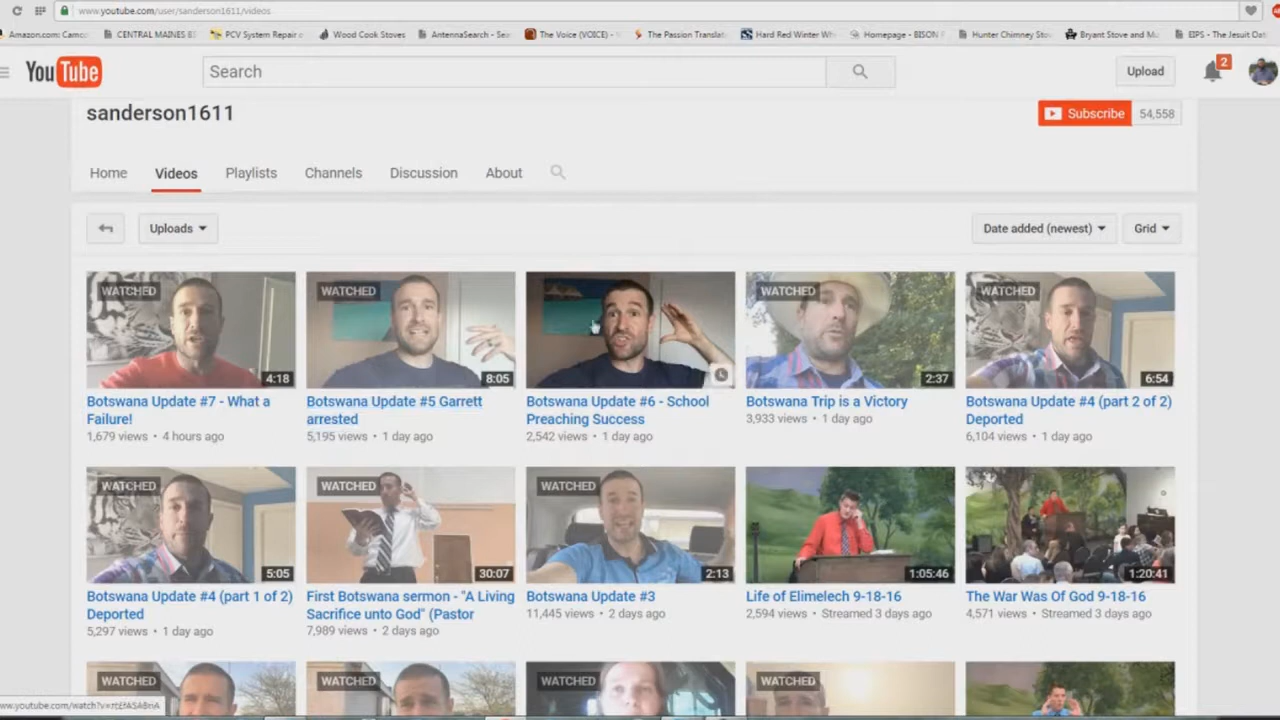 www.youtube.com/user/sanderson1611/videos
Amazon.com: Camco CENTRAL MAINES B PCV System Repair o Wood Cook Stoves AntennaSearch - Sea The Voice (VOICE) - The Passion Translat Hard Red Winter Wh Homepage - BISON Hunter Chimney Sto Bryant Stove and Mu EIPS - The Jesuit Oat
YouTube Search Upload 2
sanderson1611 Subscribe 54,558
Home Videos Playlists Channels Discussion About
Uploads Date added (newest) Grid
WATCHED WATCHED WATCHED WATCHED
4:18 8:05 2:37 6:54
Botswana Update #7 - What a Failure!
1,679 views • 4 hours ago
Botswana Update #5 Garrett arrested
5,195 views • 1 day ago
Botswana Update #6 - School Preaching Success
2,542 views • 1 day ago
Botswana Trip is a Victory
3,933 views • 1 day ago
Botswana Update #4 (part 2 of 2) Deported
6,104 views • 1 day ago
WATCHED WATCHED WATCHED
5:05 30:07 2:13 1:05:46 1:20:41
Botswana Update #4 (part 1 of 2) Deported
5,297 views • 1 day ago
First Botswana sermon - "A Living Sacrifice unto God" (Pastor
7,989 views • 2 days ago
Botswana Update #3
11,445 views • 2 days ago
Life of Elimelech 9-18-16
2,594 views • Streamed 3 days ago
The War Was Of God 9-18-16
4,571 views • Streamed 3 days ago
WATCHED WATCHED WATCHED WATCHED